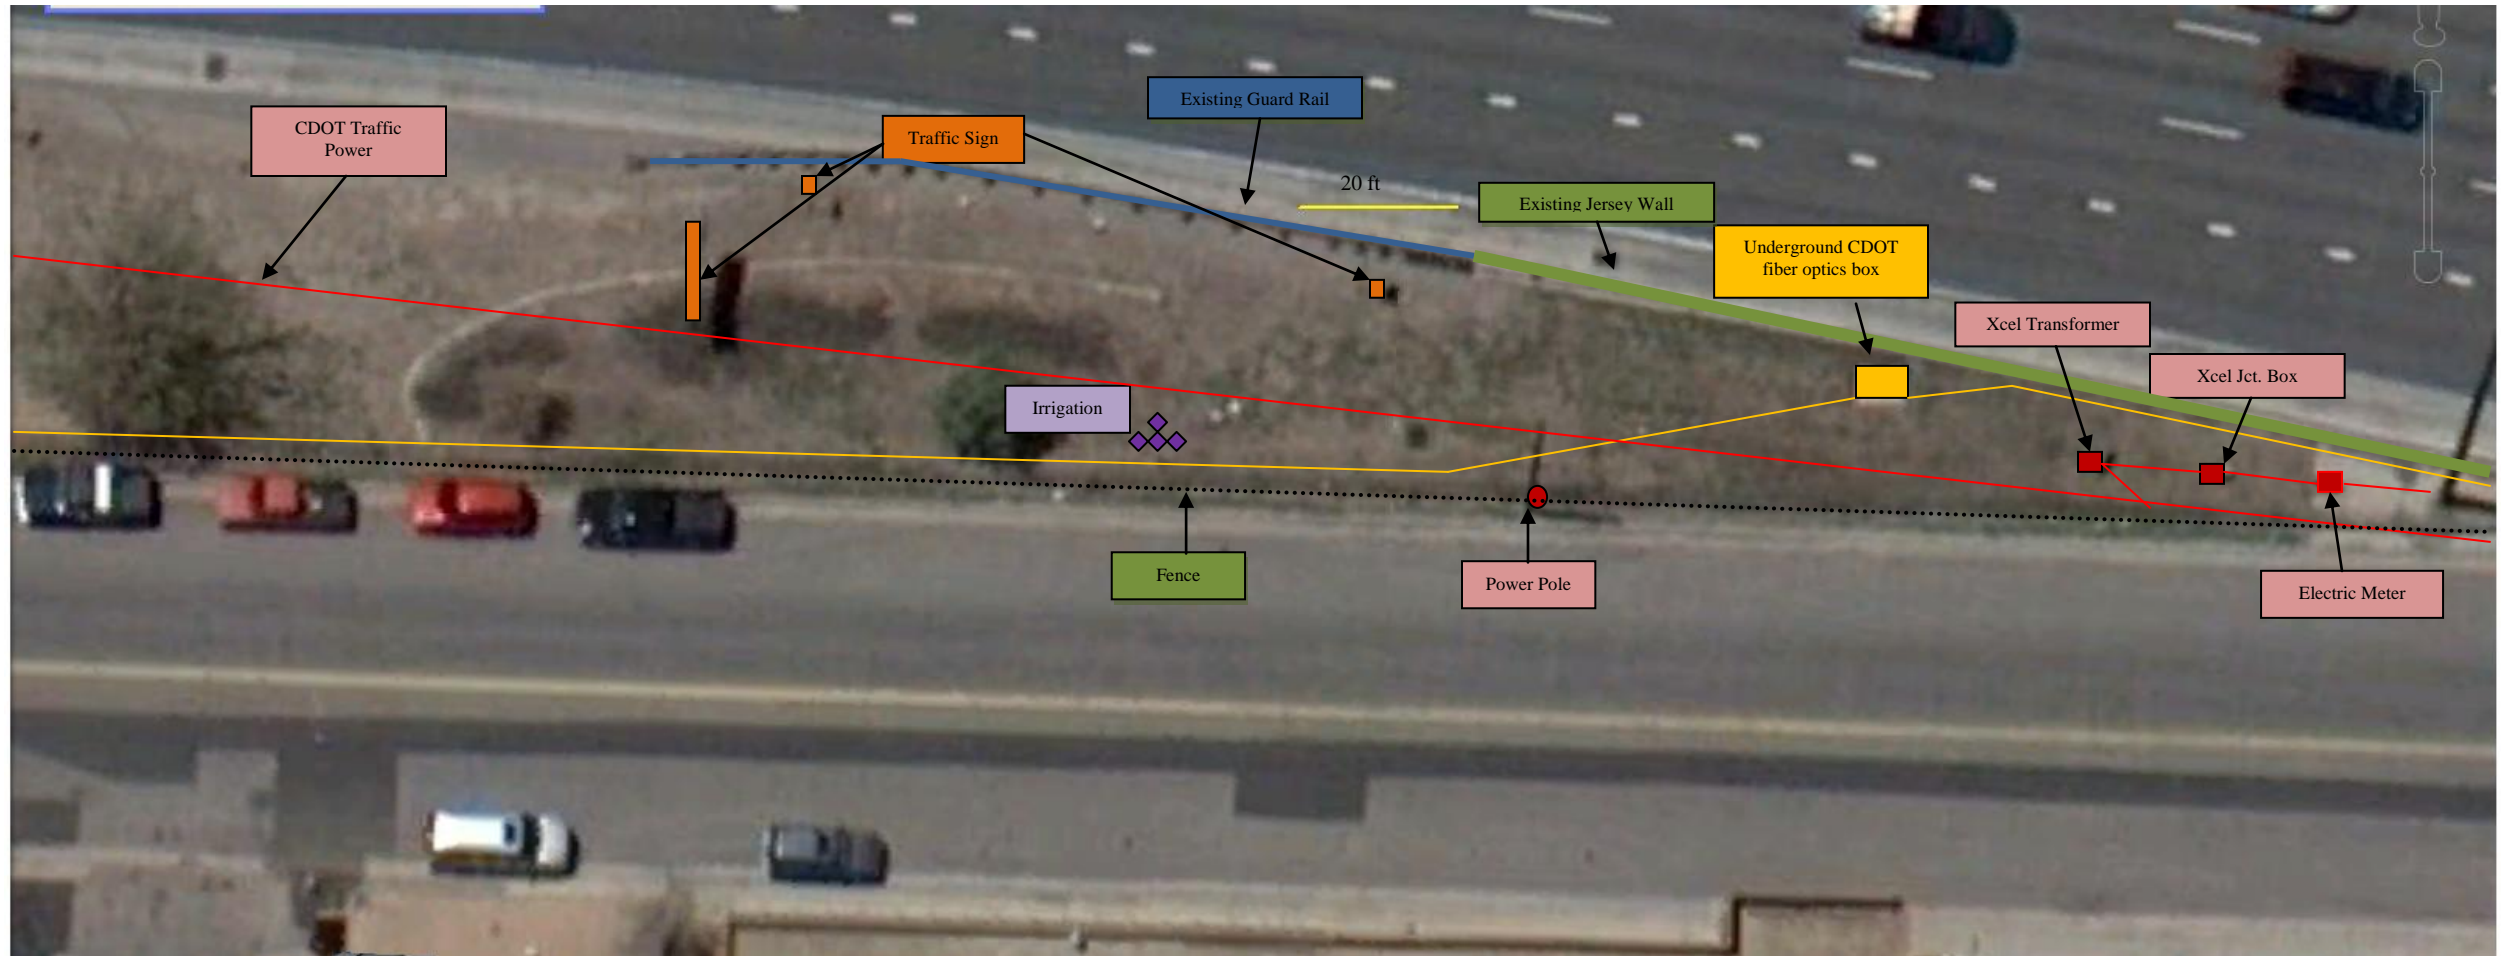 Existing Guard Rail
CDOT Traffic
Power
Traffic Sign
20 ft
Existing Jersey Wall
Underground CDOT
fiber optics box
Xcel Transformer
Xcel Jct. Box
Irrigation
Fence
Power Pole
Electric Meter